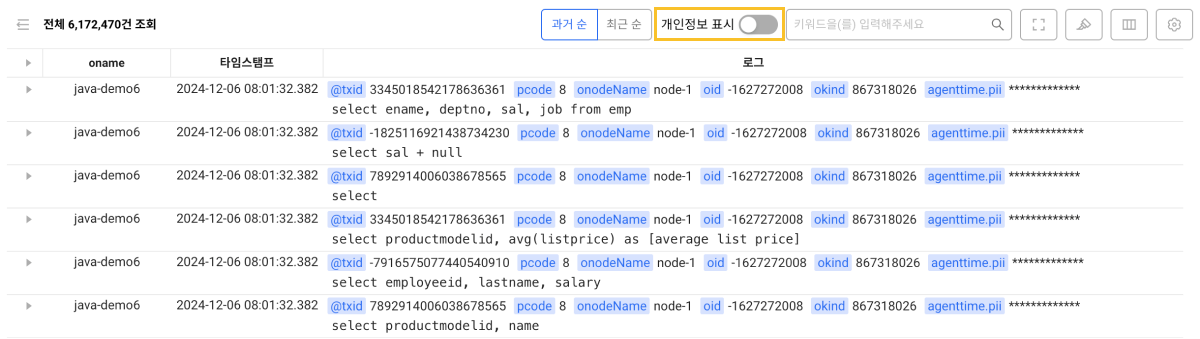 전체 6,172,470건 조회 과거 순 최근 순 개인정보 표시 키워드을(를) 입력해주세요
oname 타임스탬프 로그
java-demo6 2024-12-06 08:01:32.382 @txid 3345018542178636361 pcode 8 onodeName node-1 oid -1627272008 okind 867318026 agenttime.pii *************
select ename, deptno, sal, job from emp
java-demo6 2024-12-06 08:01:32.382 @txid -1825116921438734230 pcode 8 onodeName node-1 oid -1627272008 okind 867318026 agenttime.pii *************
select sal + null
java-demo6 2024-12-06 08:01:32.382 @txid 7892914006038678565 pcode 8 onodeName node-1 oid -1627272008 okind 867318026 agenttime.pii *************
select
java-demo6 2024-12-06 08:01:32.382 @txid 3345018542178636361 pcode 8 onodeName node-1 oid -1627272008 okind 867318026 agenttime.pii *************
select productmodelid, avg(listprice) as [average list price]
java-demo6 2024-12-06 08:01:32.382 @txid -7916575077440540910 pcode 8 onodeName node-1 oid -1627272008 okind 867318026 agenttime.pii *************
select employeeid, lastname, salary
java-demo6 2024-12-06 08:01:32.382 @txid 7892914006038678565 pcode 8 onodeName node-1 oid -1627272008 okind 867318026 agenttime.pii *************
select productmodelid, name